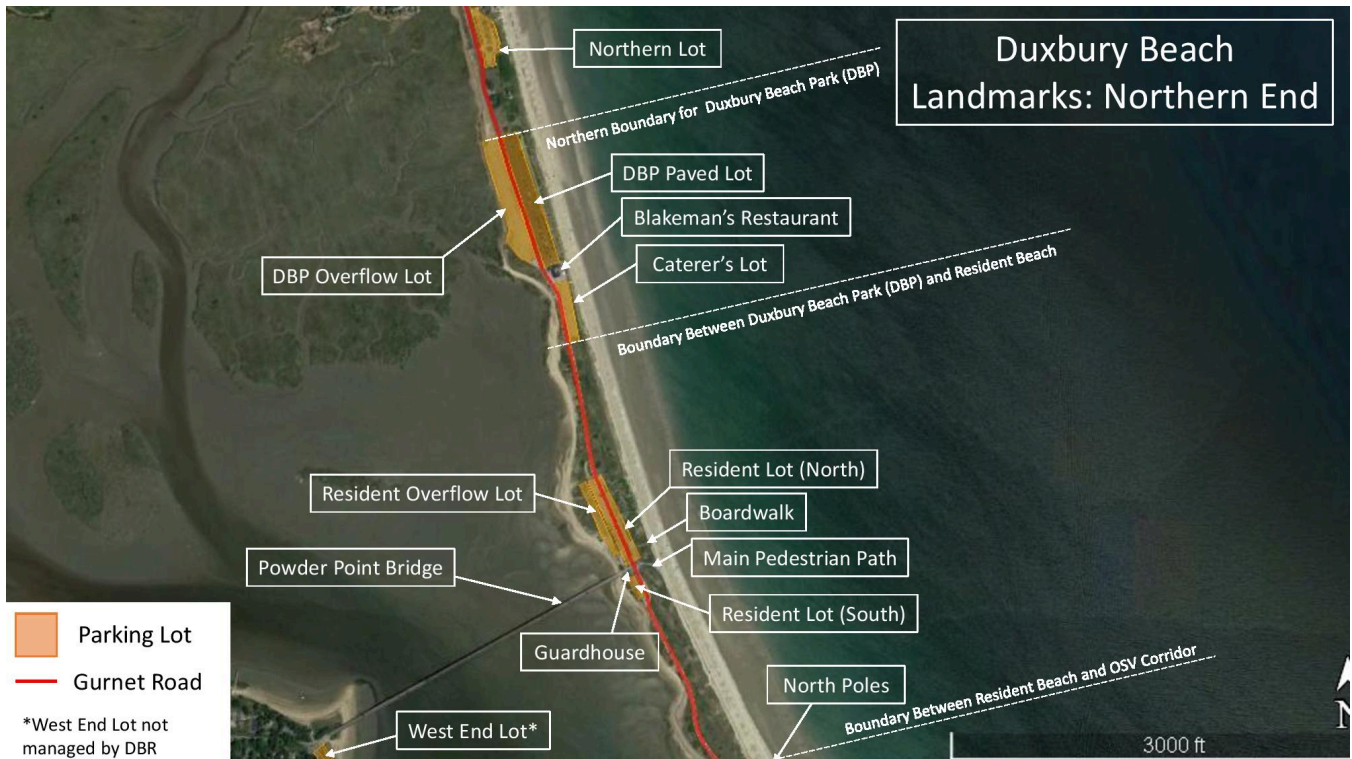 Duxbury Beach
Landmarks: Northern End
Northern Lot
Northern Boundary for Duxbury Beach Park (DBP)
DBP Paved Lot
Blakeman's Restaurant
Caterer's Lot
DBP Overflow Lot
Boundary Between Duxbury Beach Park (DBP) and Resident Beach
Resident Lot (North)
Resident Overflow Lot
Boardwalk
Main Pedestrian Path
Powder Point Bridge
Resident Lot (South)
Guardhouse
North Poles
Boundary Between Resident Beach and OSV Corridor
West End Lot*
Parking Lot
Gurnet Road
*West End Lot not
managed by DBR
3000 ft
N